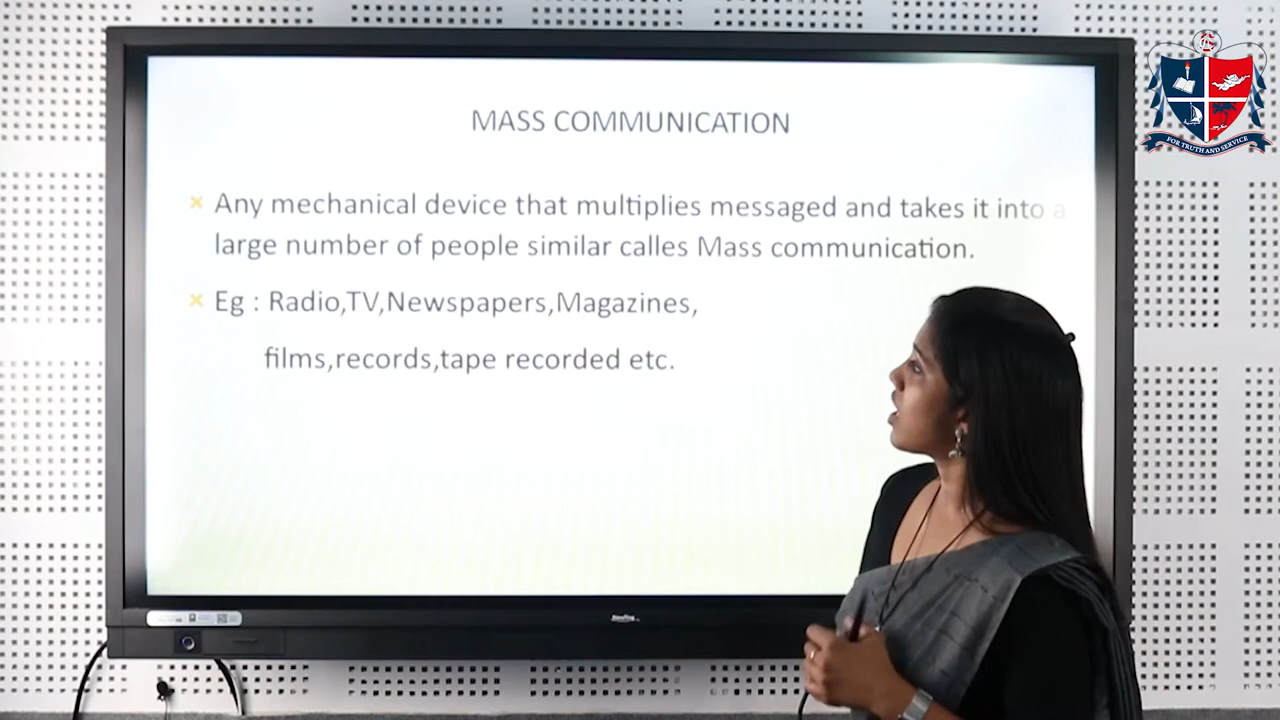 MASS COMMUNICATION
Any mechanical device that multiplies messaged and takes it into a
large number of people similar calles Mass communication.
Eg : Radio,TV,Newspapers,Magazines,
films,records,tape recorded etc.
FOR TRUTH AND SERVICE